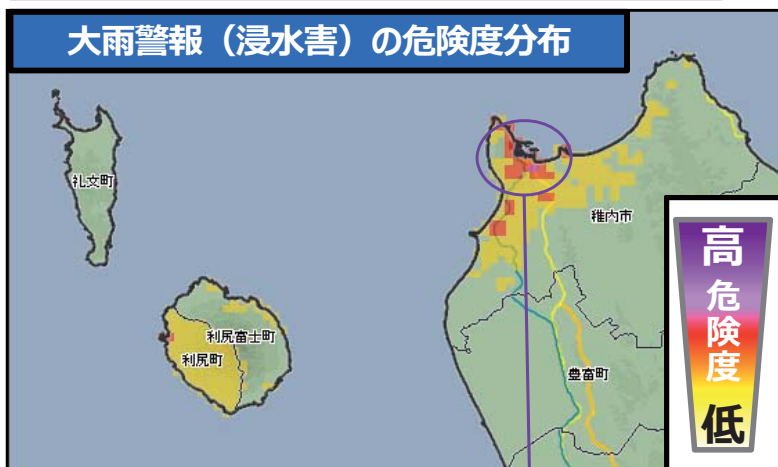 大雨警報（浸水害）の危険度分布
礼文町
稚内市
利尻富士町
利尻町
豊富町
高
危
険
度
低